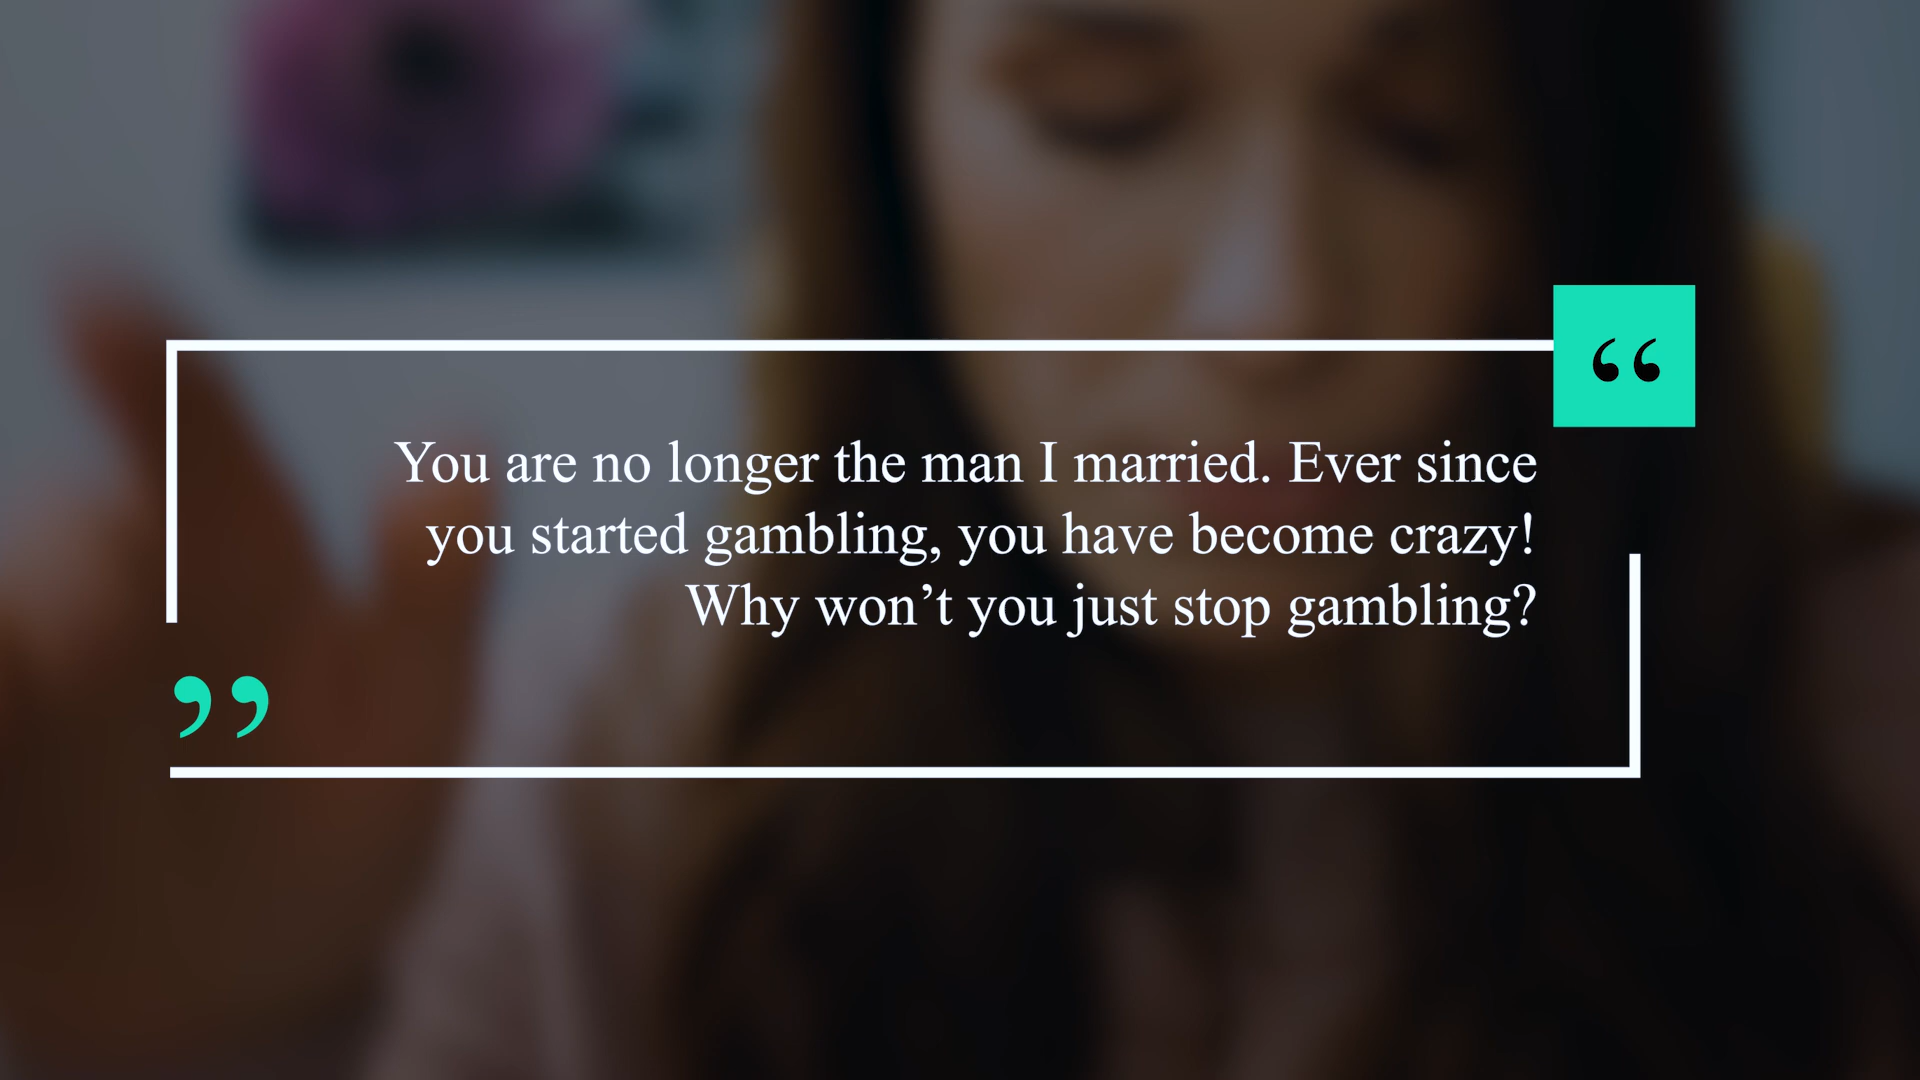 “
You are no longer the man I married. Ever since
you started gambling, you have become crazy!
Why won’t you just stop gambling?
”